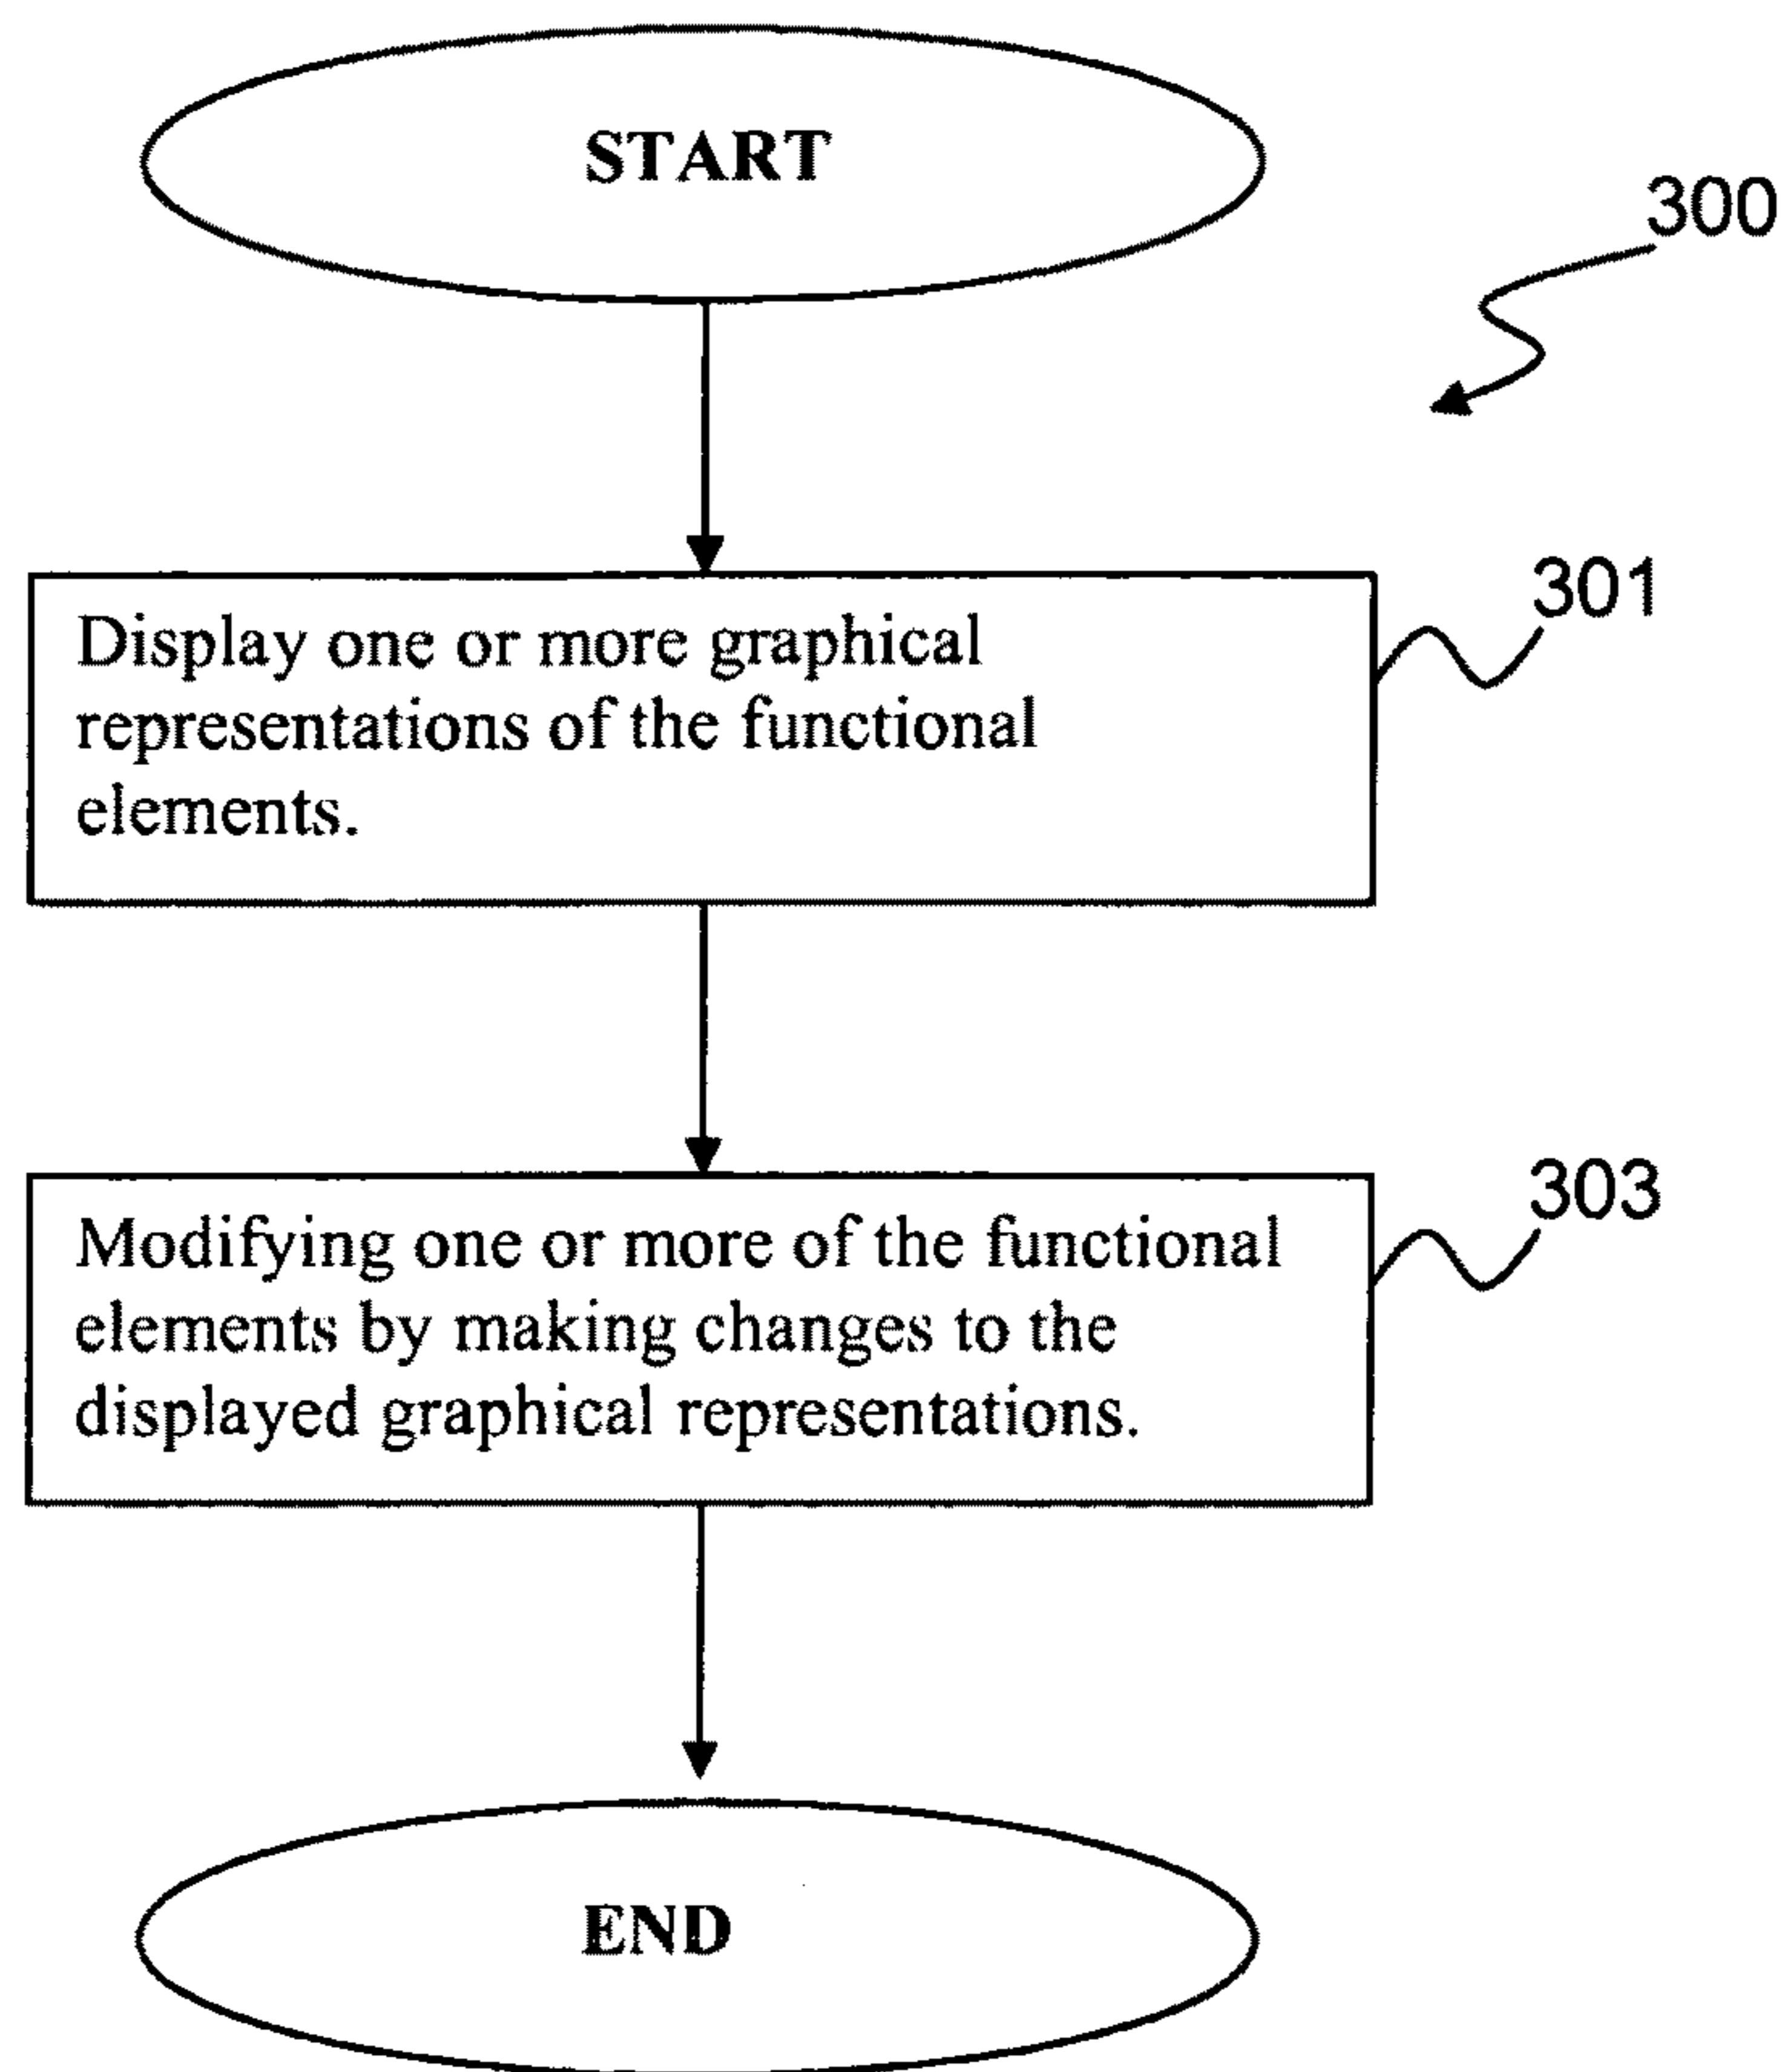 START
300
301
Display one or more graphical
representations of the functional
elements.
303
Modifying one or more of the functional
elements by making changes to the
displayed graphical representations.
END